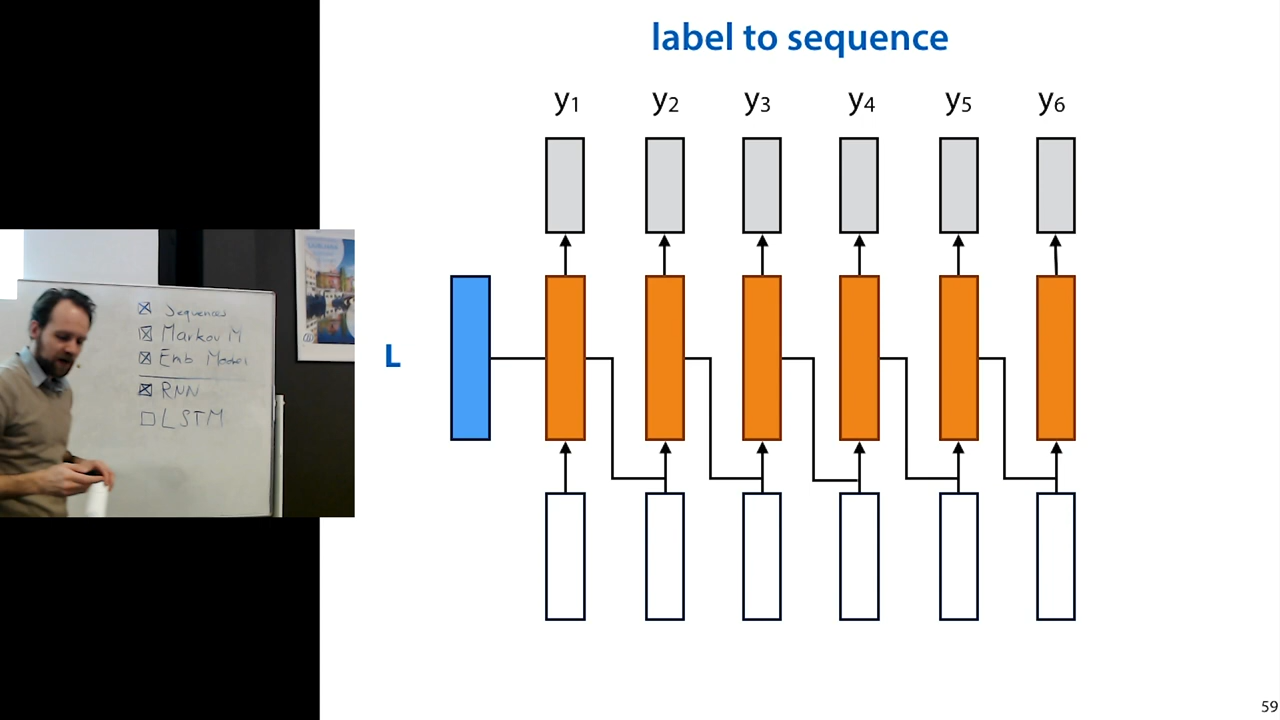 label to sequence
y1 y2 y3 y4 y5 y6
L
Sequences
Markov M
Emb Model
RNN
LSTM
59